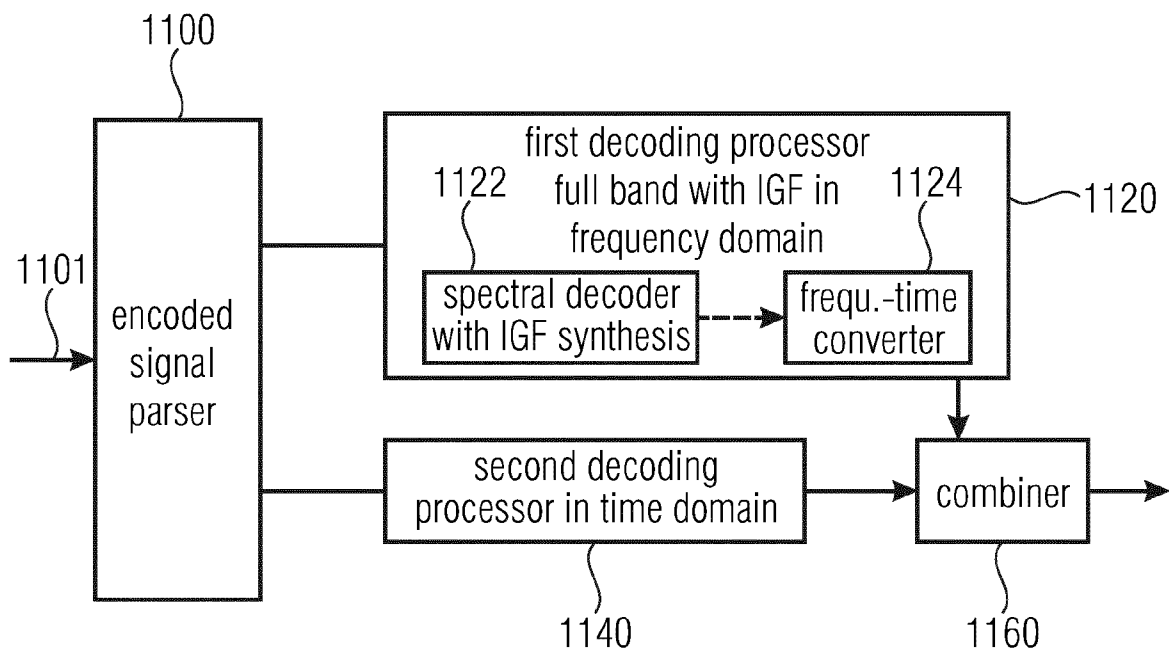 1100
first decoding processor
full band with IGF in
frequency domain
1122
1124
1120
1101
encoded
signal
parser
spectral decoder
with IGF synthesis
frequ.-time
converter
second decoding
processor in time domain
combiner
1140
1160